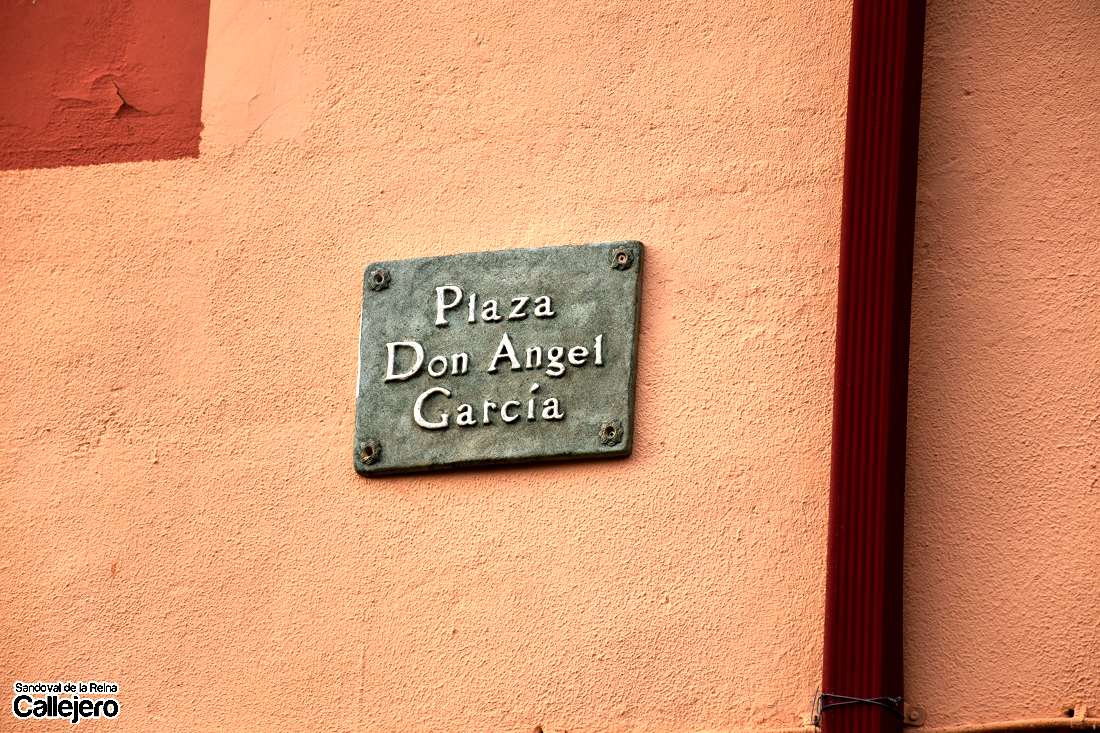 Plaza
Don Angel
García
Sandoval de la Reina
Callejero